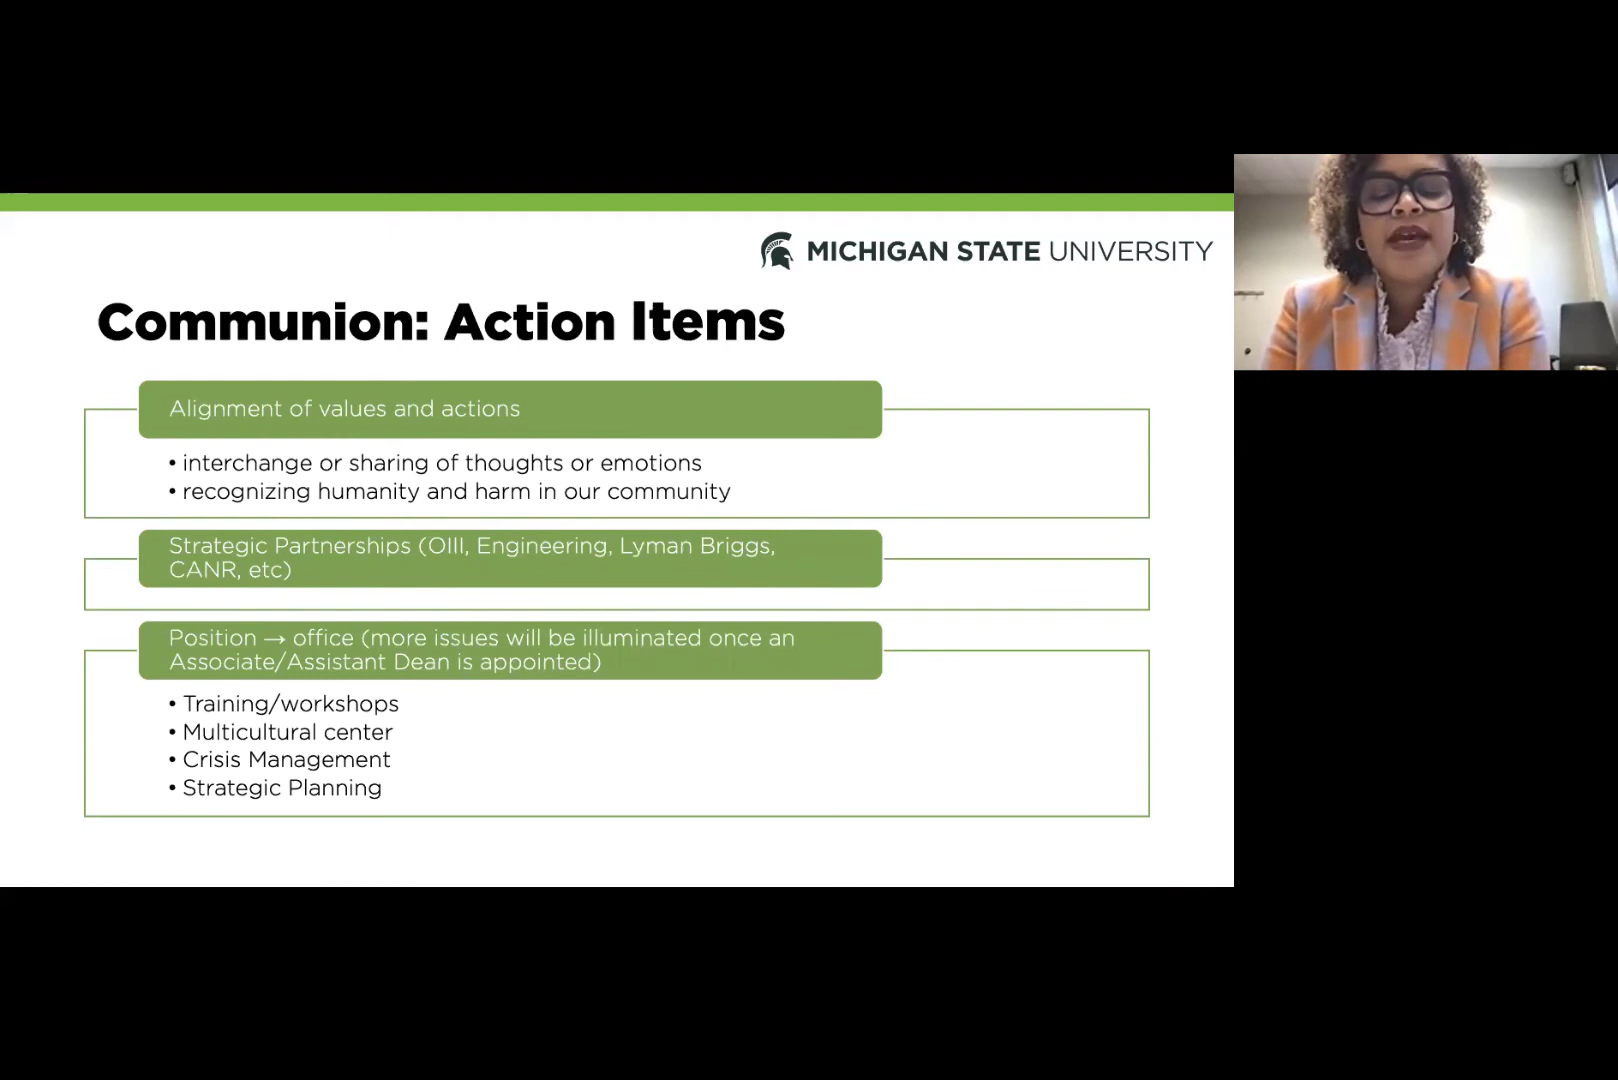 MICHIGAN STATE UNIVERSITY
Communion: Action Items
Alignment of values and actions
• interchange or sharing of thoughts or emotions
• recognizing humanity and harm in our community
Strategic Partnerships (OIII, Engineering, Lyman Briggs,
CANR, etc)
Position → office (more issues will be illuminated once an
Associate/Assistant Dean is appointed)
• Training/workshops
• Multicultural center
• Crisis Management
• Strategic Planning